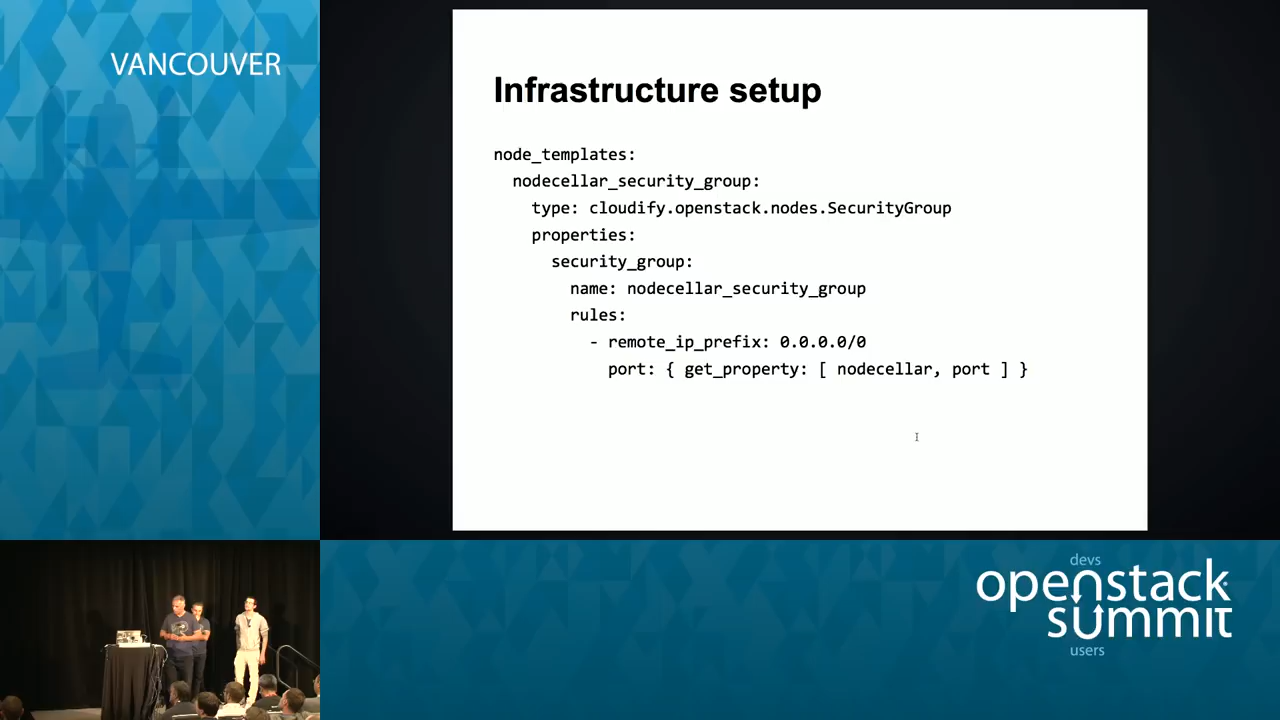 VANCOUVER
Infrastructure setup
node_templates:
  nodecellar_security_group:
    type: cloudify.openstack.nodes.SecurityGroup
    properties:
      security_group:
        name: nodecellar_security_group
        rules:
          - remote_ip_prefix: 0.0.0.0/0
            port: { get_property: [ nodecellar, port ] }
devs
openstack
summit
users